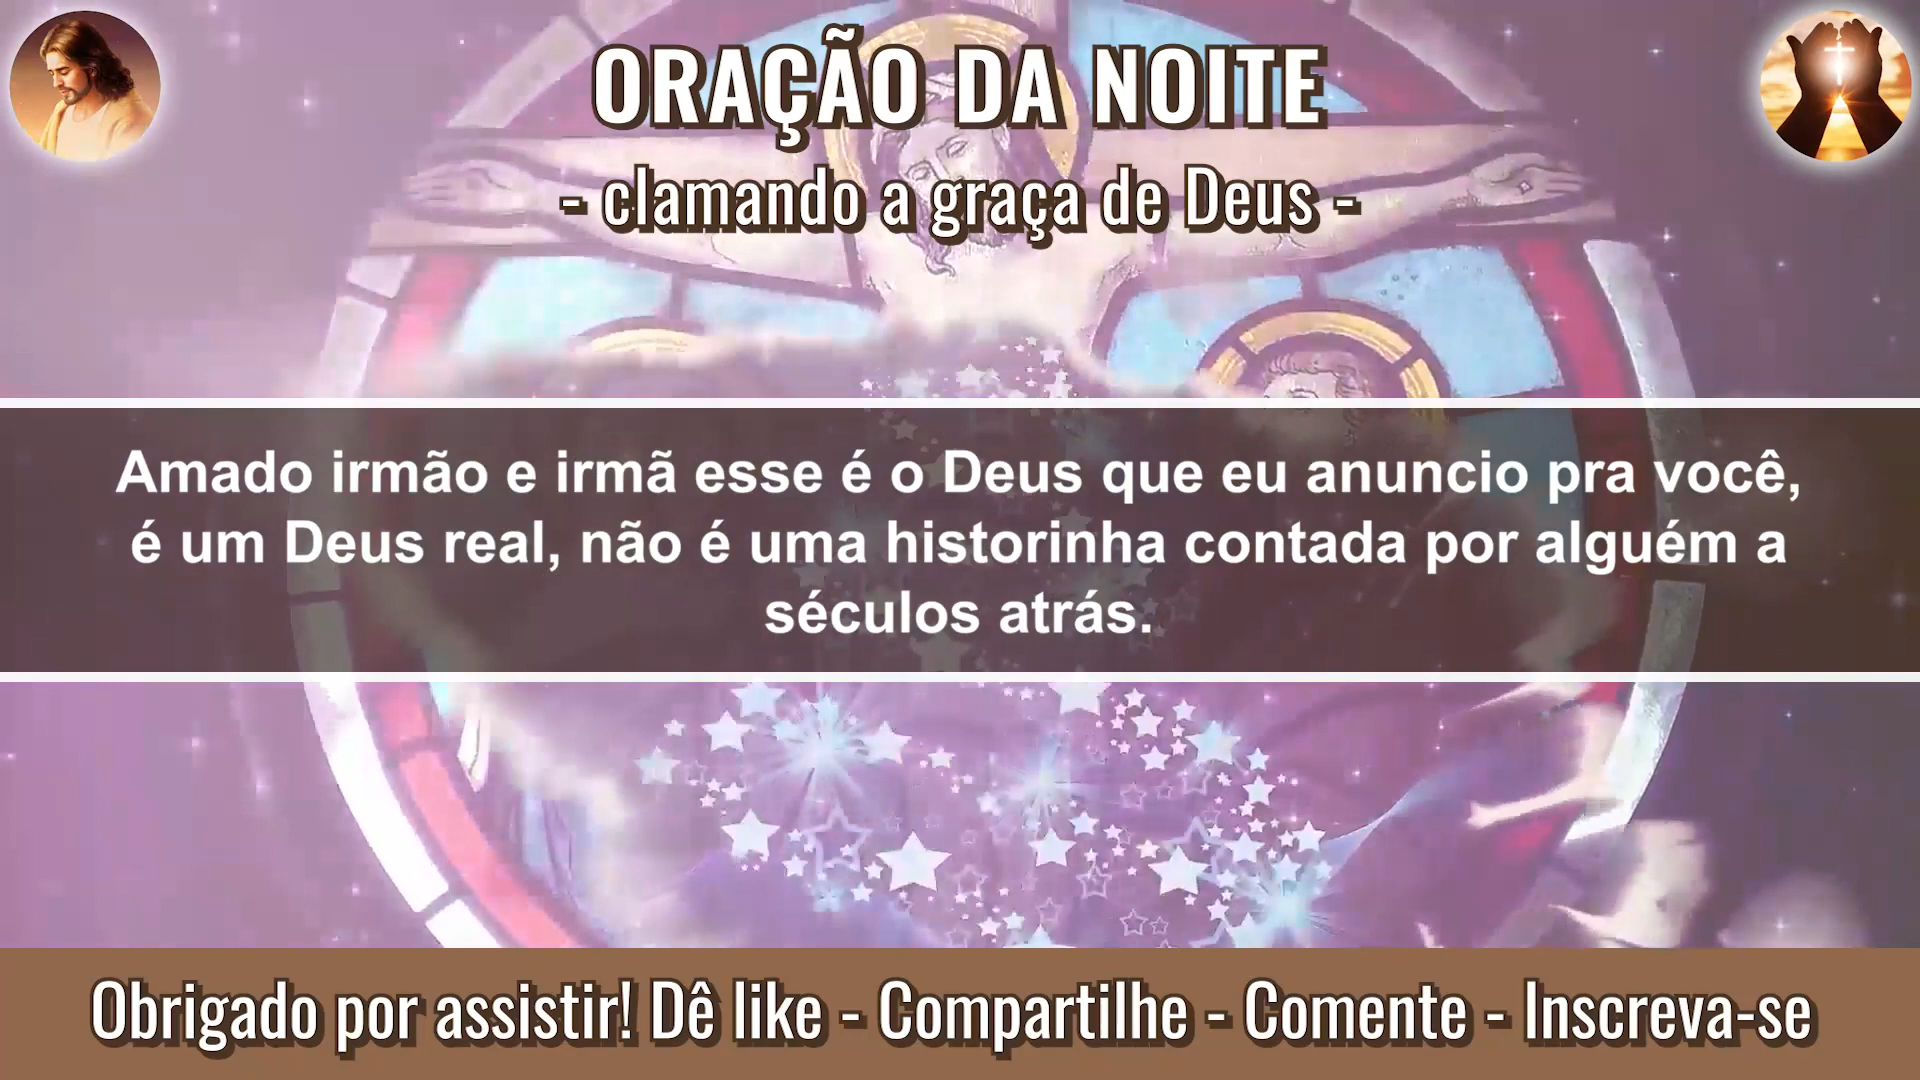 ORAÇÃO DA NOITE
- clamando a graça de Deus -
Amado irmão e irmã esse é o Deus que eu anuncio pra você,
é um Deus real, não é uma historinha contada por alguém a
séculos atrás.
Obrigado por assistir! Dê like - Compartilhe - Comente - Inscreva-se